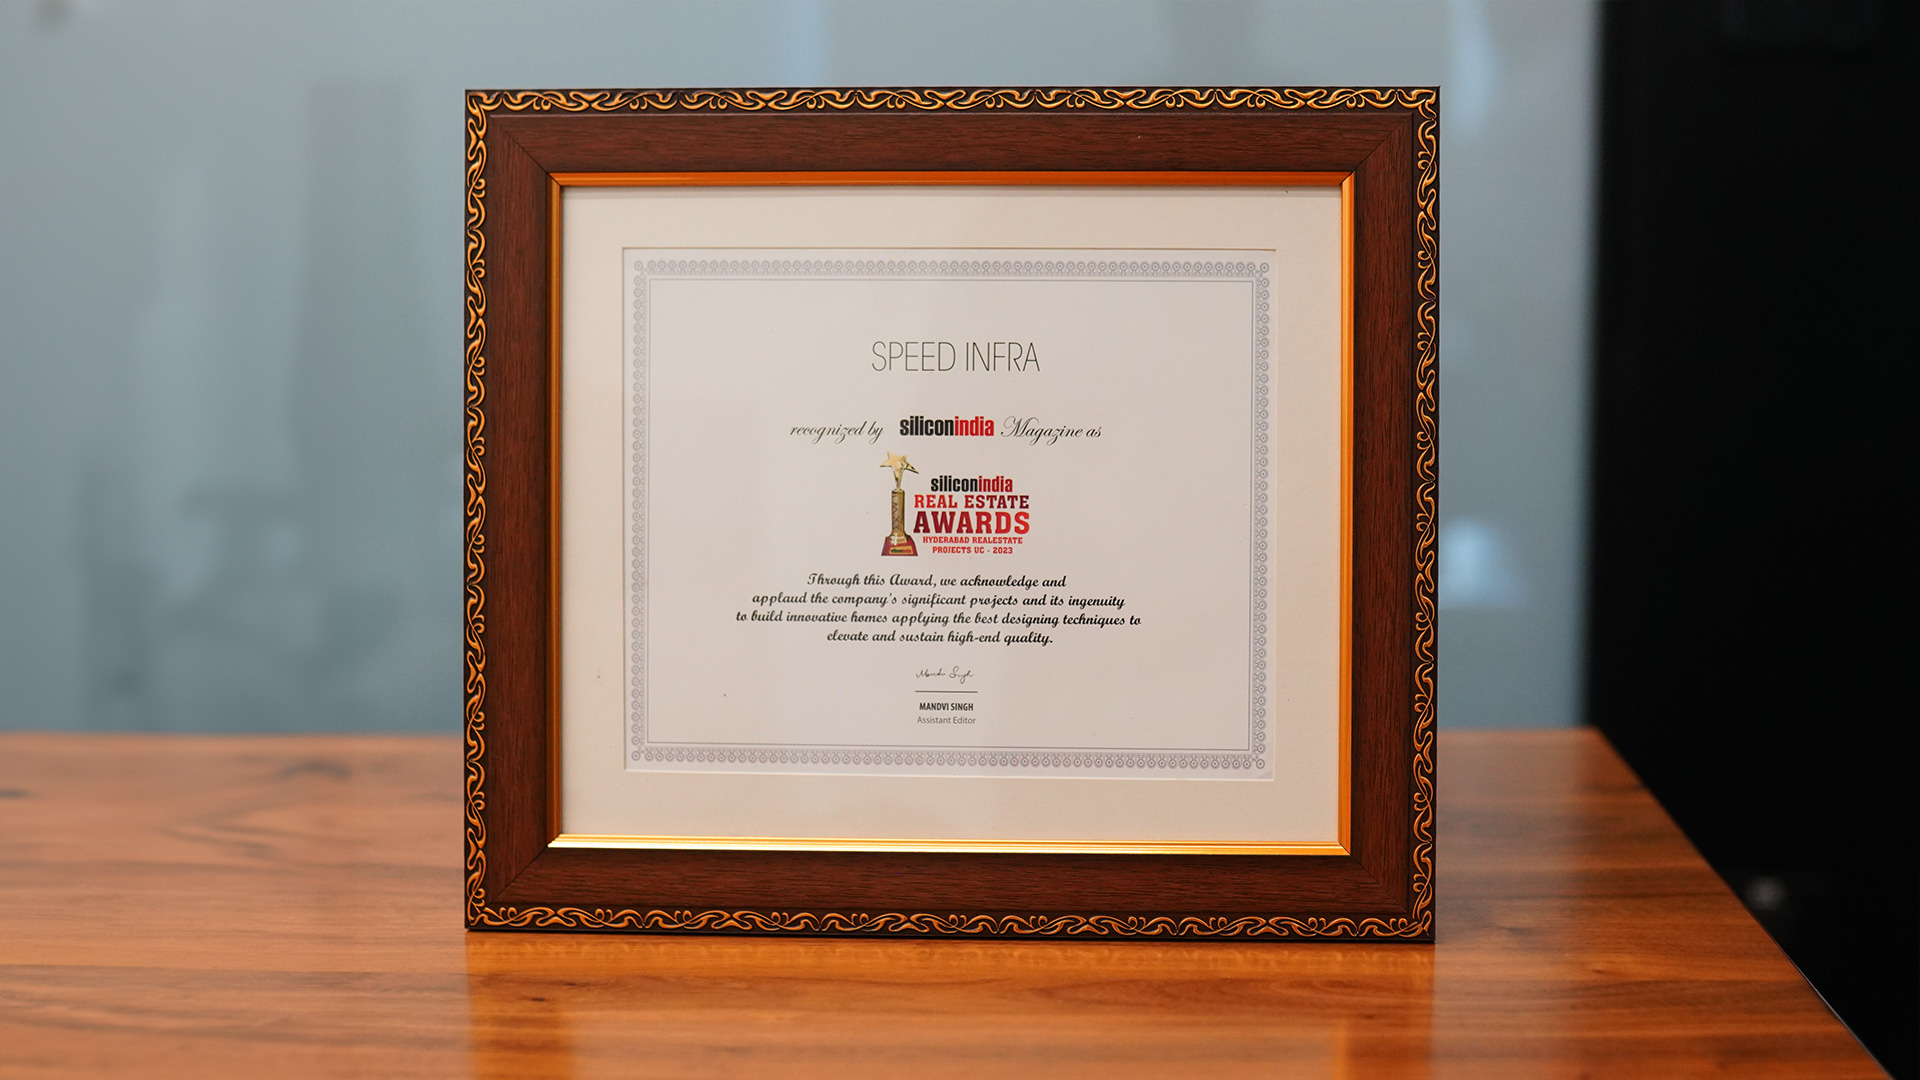 SPEED INFRA
recognized by siliconindia Magazine as
siliconindia
REAL ESTATE
AWARDS
HYDERABAD REALESTATE
PROJECTS UC - 2023
Through this Award, we acknowledge and
applaud the company's significant projects and its ingenuity
to build innovative homes applying the best designing techniques to
elevate and sustain high-end quality.
Mandvi Singh
MANDVI SINGH
Assistant Editor